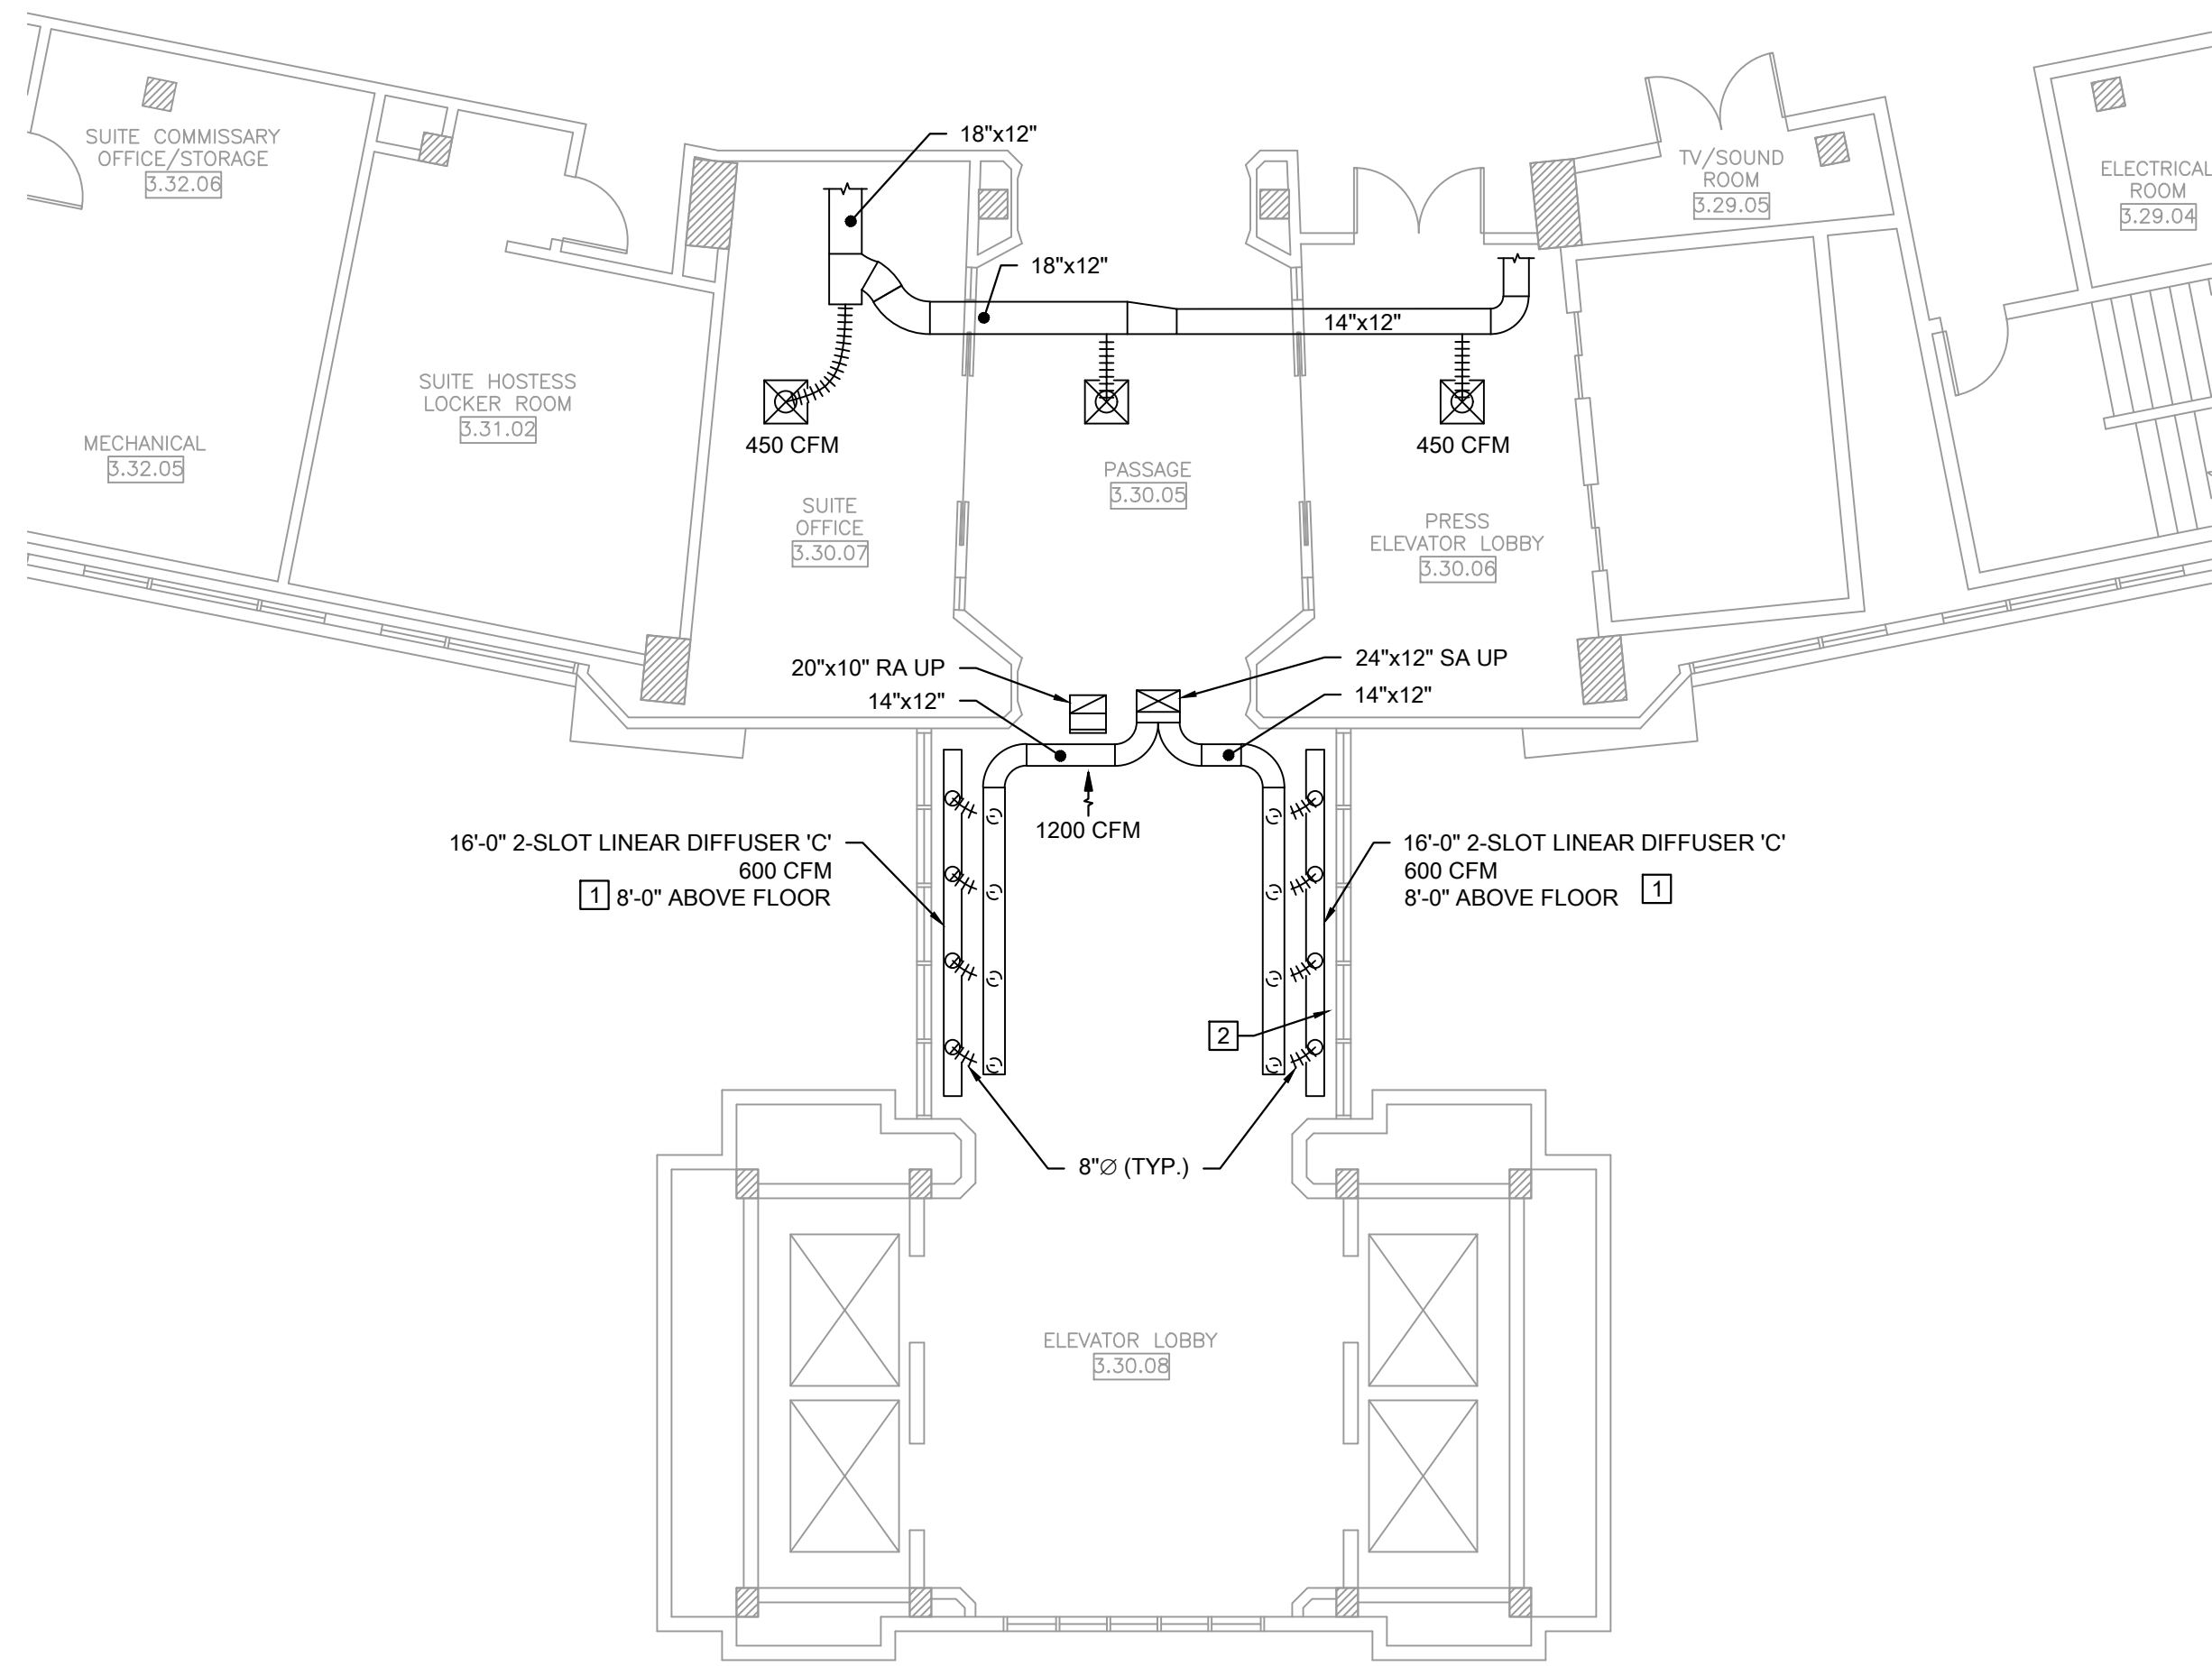 18"x12"
SUITE COMMISSARY
OFFICE/STORAGE
3.32.06
TV/SOUND
ROOM
3.29.05
ELECTRICAL
ROOM
3.29.04
18"x12"
14"x12"
SUITE HOSTESS
LOCKER ROOM
3.31.02
MECHANICAL
3.32.05
450 CFM
450 CFM
PASSAGE
3.30.05
SUITE
OFFICE
3.30.07
PRESS
ELEVATOR LOBBY
3.30.06
20"x10" RA UP
14"x12"
24"x12" SA UP
14"x12"
1200 CFM
16'-0" 2-SLOT LINEAR DIFFUSER 'C'
600 CFM
1 8'-0" ABOVE FLOOR
16'-0" 2-SLOT LINEAR DIFFUSER 'C'
600 CFM
8'-0" ABOVE FLOOR 1
2
8"∅ (TYP.)
ELEVATOR LOBBY
3.30.08